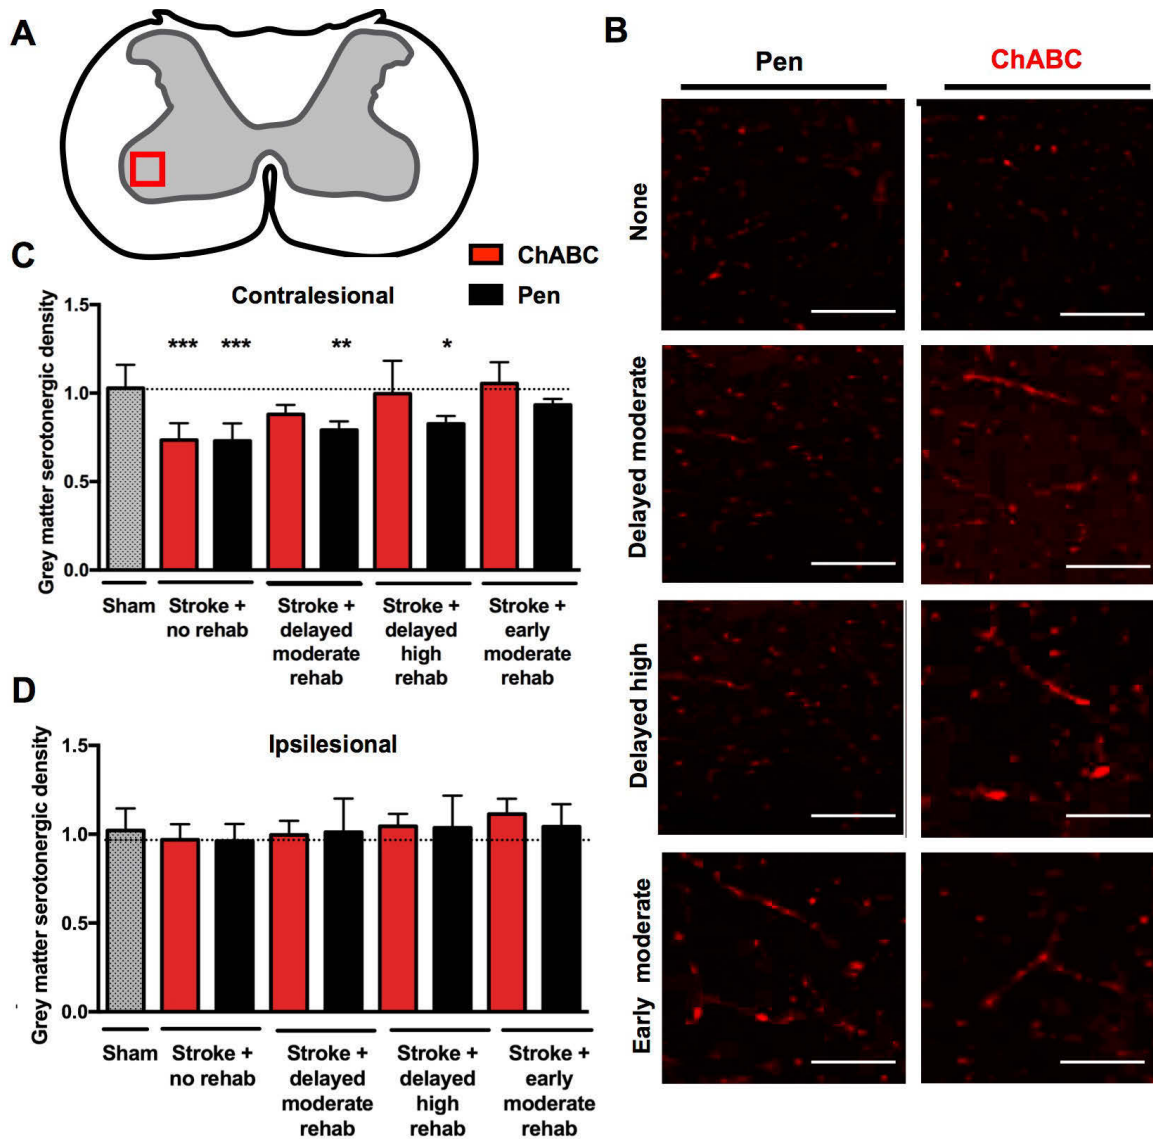 A
B
Pen
ChABC
None
Delayed moderate
Delayed high
Early moderate
C
ChABC
Pen
Contralesional
Grey matter serotonergic density
1.5
1.0
0.5
0.0
***
***
**
*
Sham
Stroke +
no rehab
Stroke +
delayed
moderate
rehab
Stroke +
delayed
high
rehab
Stroke +
early
moderate
rehab
D
Ipsilesional
Grey matter serotonergic density
1.5
1.0
0.5
0.0
Sham
Stroke +
no rehab
Stroke +
delayed
moderate
rehab
Stroke +
delayed
high
rehab
Stroke +
early
moderate
rehab